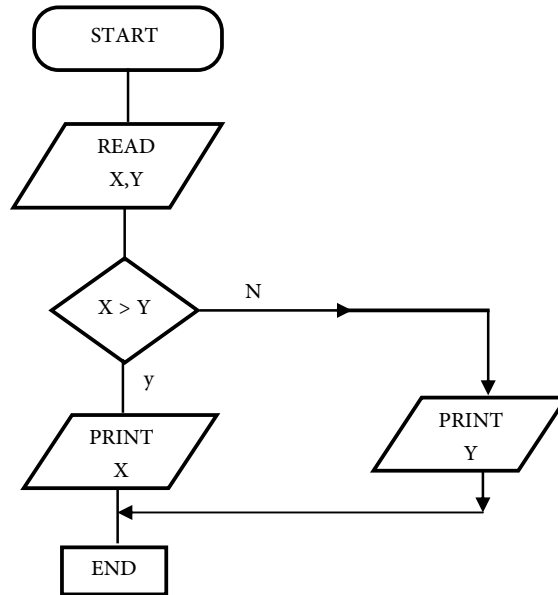 START
READ
X,Y
X > Y
N
y
PRINT
X
PRINT
Y
END